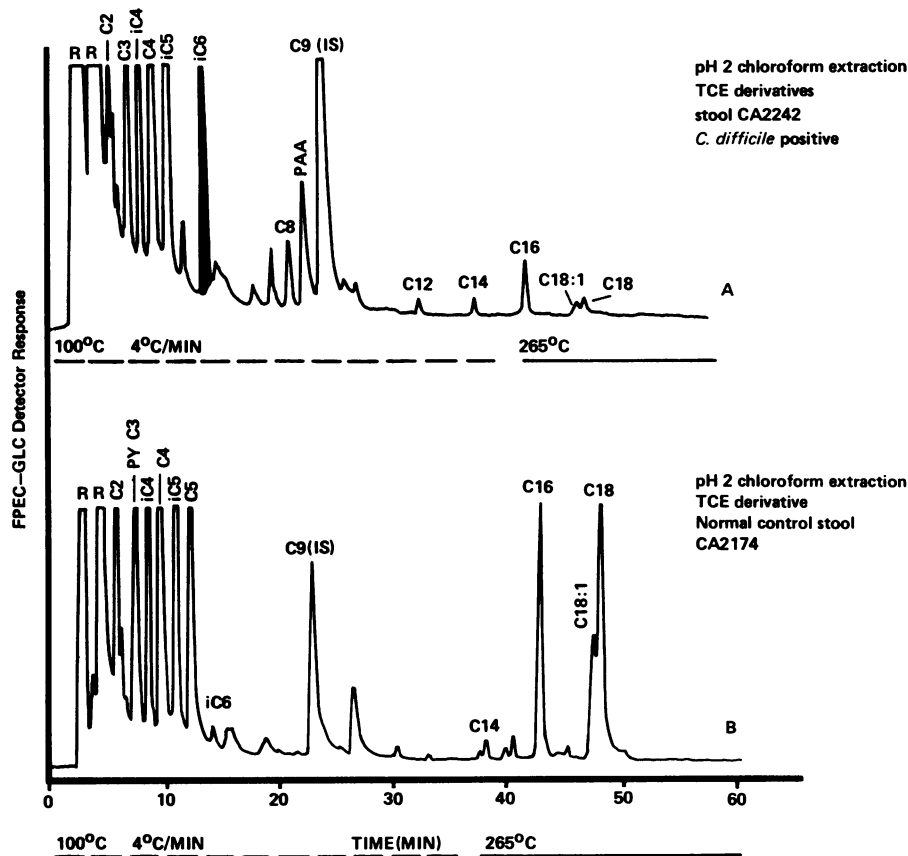 R R C2 C3 iC4 C4 iC5 iC6 C9 (IS)
PAA
C8
C12 C14 C16 C18:1 C18
pH 2 chloroform extraction
TCE derivatives
stool CA2242
C. difficile positive
A
100°C 4°C/MIN 265°C
FPEC–GLC Detector Response
R R C2 PY C3 iC4 C4 iC5 C5
iC6
C9(IS)
C14
C16
C18:1
C18
pH 2 chloroform extraction
TCE derivative
Normal control stool
CA2174
B
0 10 20 30 40 50 60
100°C 4°C/MIN TIME(MIN) 265°C